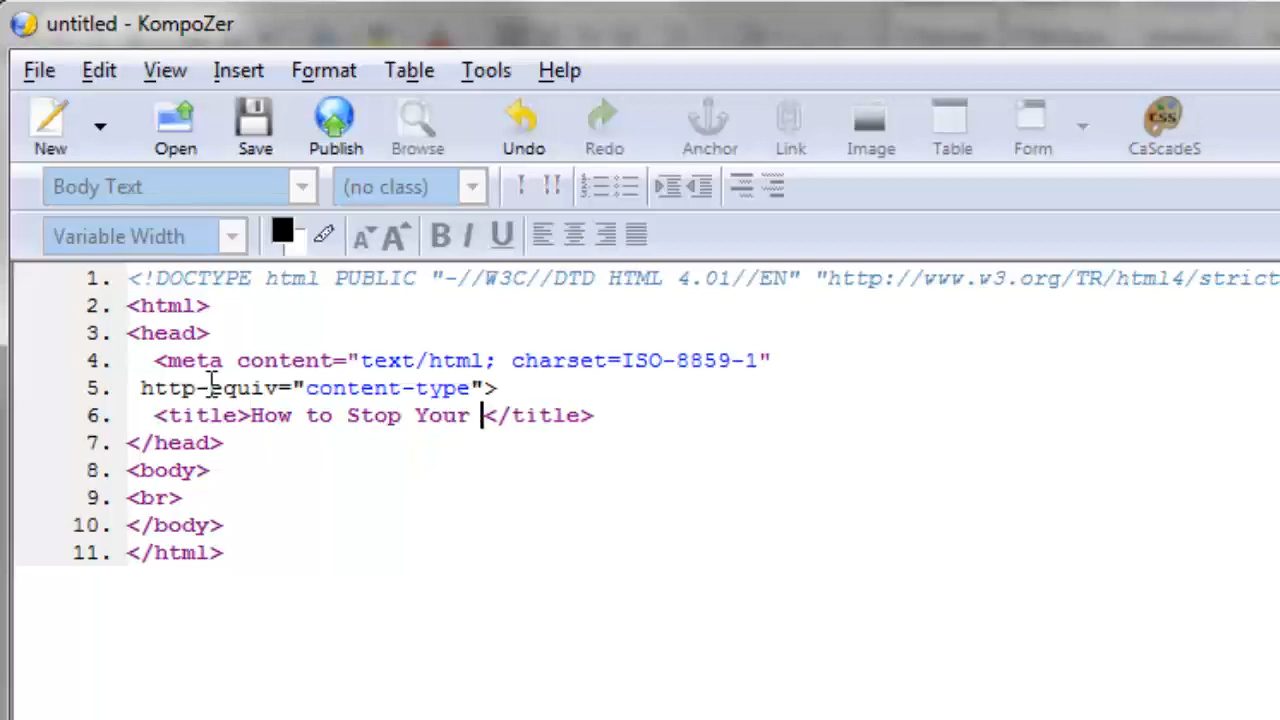 untitled - KompoZer
File Edit View Insert Format Table Tools Help
New Open Save Publish Browse Undo Redo Anchor Link Image Table Form CaScadeS
CSS
Body Text (no class)
Variable Width
1. <!DOCTYPE html PUBLIC "-//W3C//DTD HTML 4.01//EN" "http://www.w3.org/TR/html4/strict
2. <html>
3. <head>
4. <meta content="text/html; charset=ISO-8859-1"
5. http-equiv="content-type">
6. <title>How to Stop Your </title>
7. </head>
8. <body>
9. <br>
10. </body>
11. </html>